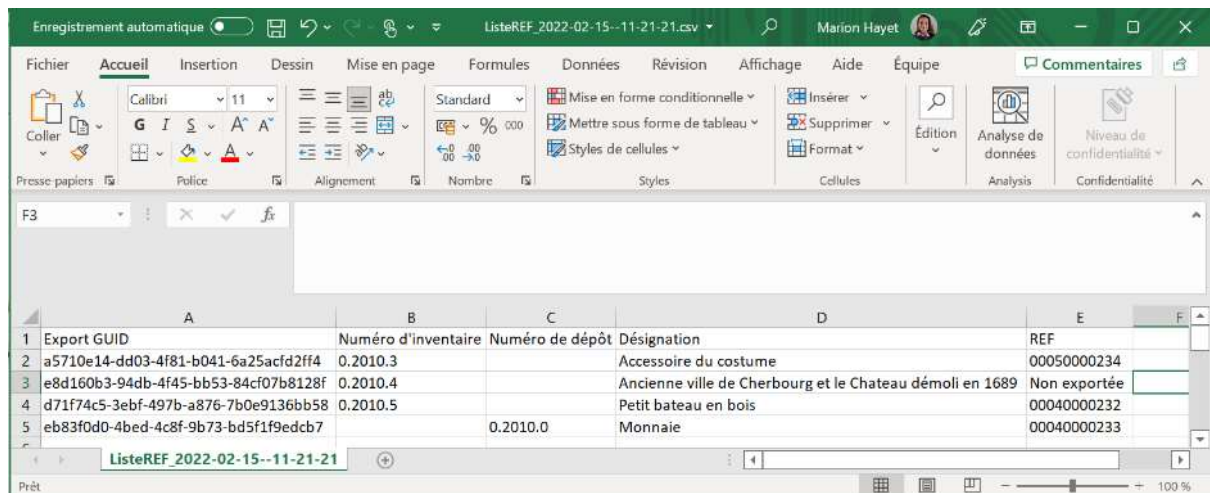 Enregistrement automatique ListeREF_2022-02-15--11-21-21.csv Marion Hayet
Fichier Accueil Insertion Dessin Mise en page Formules Données Révision Affichage Aide Équipe Commentaires
Coller
Calibri 11
G I S A A
ab
Standard
% 000
Mise en forme conditionnelle
Mettre sous forme de tableau
Styles de cellules
Insérer
Supprimer
Format
Édition
Analyse de données
Niveau de confidentialité
Presse-papiers Police Alignement Nombre Styles Cellules Analysis Confidentialité
F3 fx
A B C D E F
1 Export GUID Numéro d'inventaire Numéro de dépôt Désignation REF
2 a5710e14-dd03-4f81-b041-6a25acfd2ff4 0.2010.3 Accessoire du costume 00050000234
3 e8d160b3-94db-4f45-bb53-84cf07b8128f 0.2010.4 Ancienne ville de Cherbourg et le Chateau démoli en 1689 Non exportée
4 d71f74c5-3ebf-497b-a876-7b0e9136bb58 0.2010.5 Petit bateau en bois 00040000232
5 eb83f0d0-4bed-4c8f-9b73-bd5f1f9edcb7 0.2010.0 Monnaie 00040000233
ListeREF_2022-02-15--11-21-21
Prêt 100 %